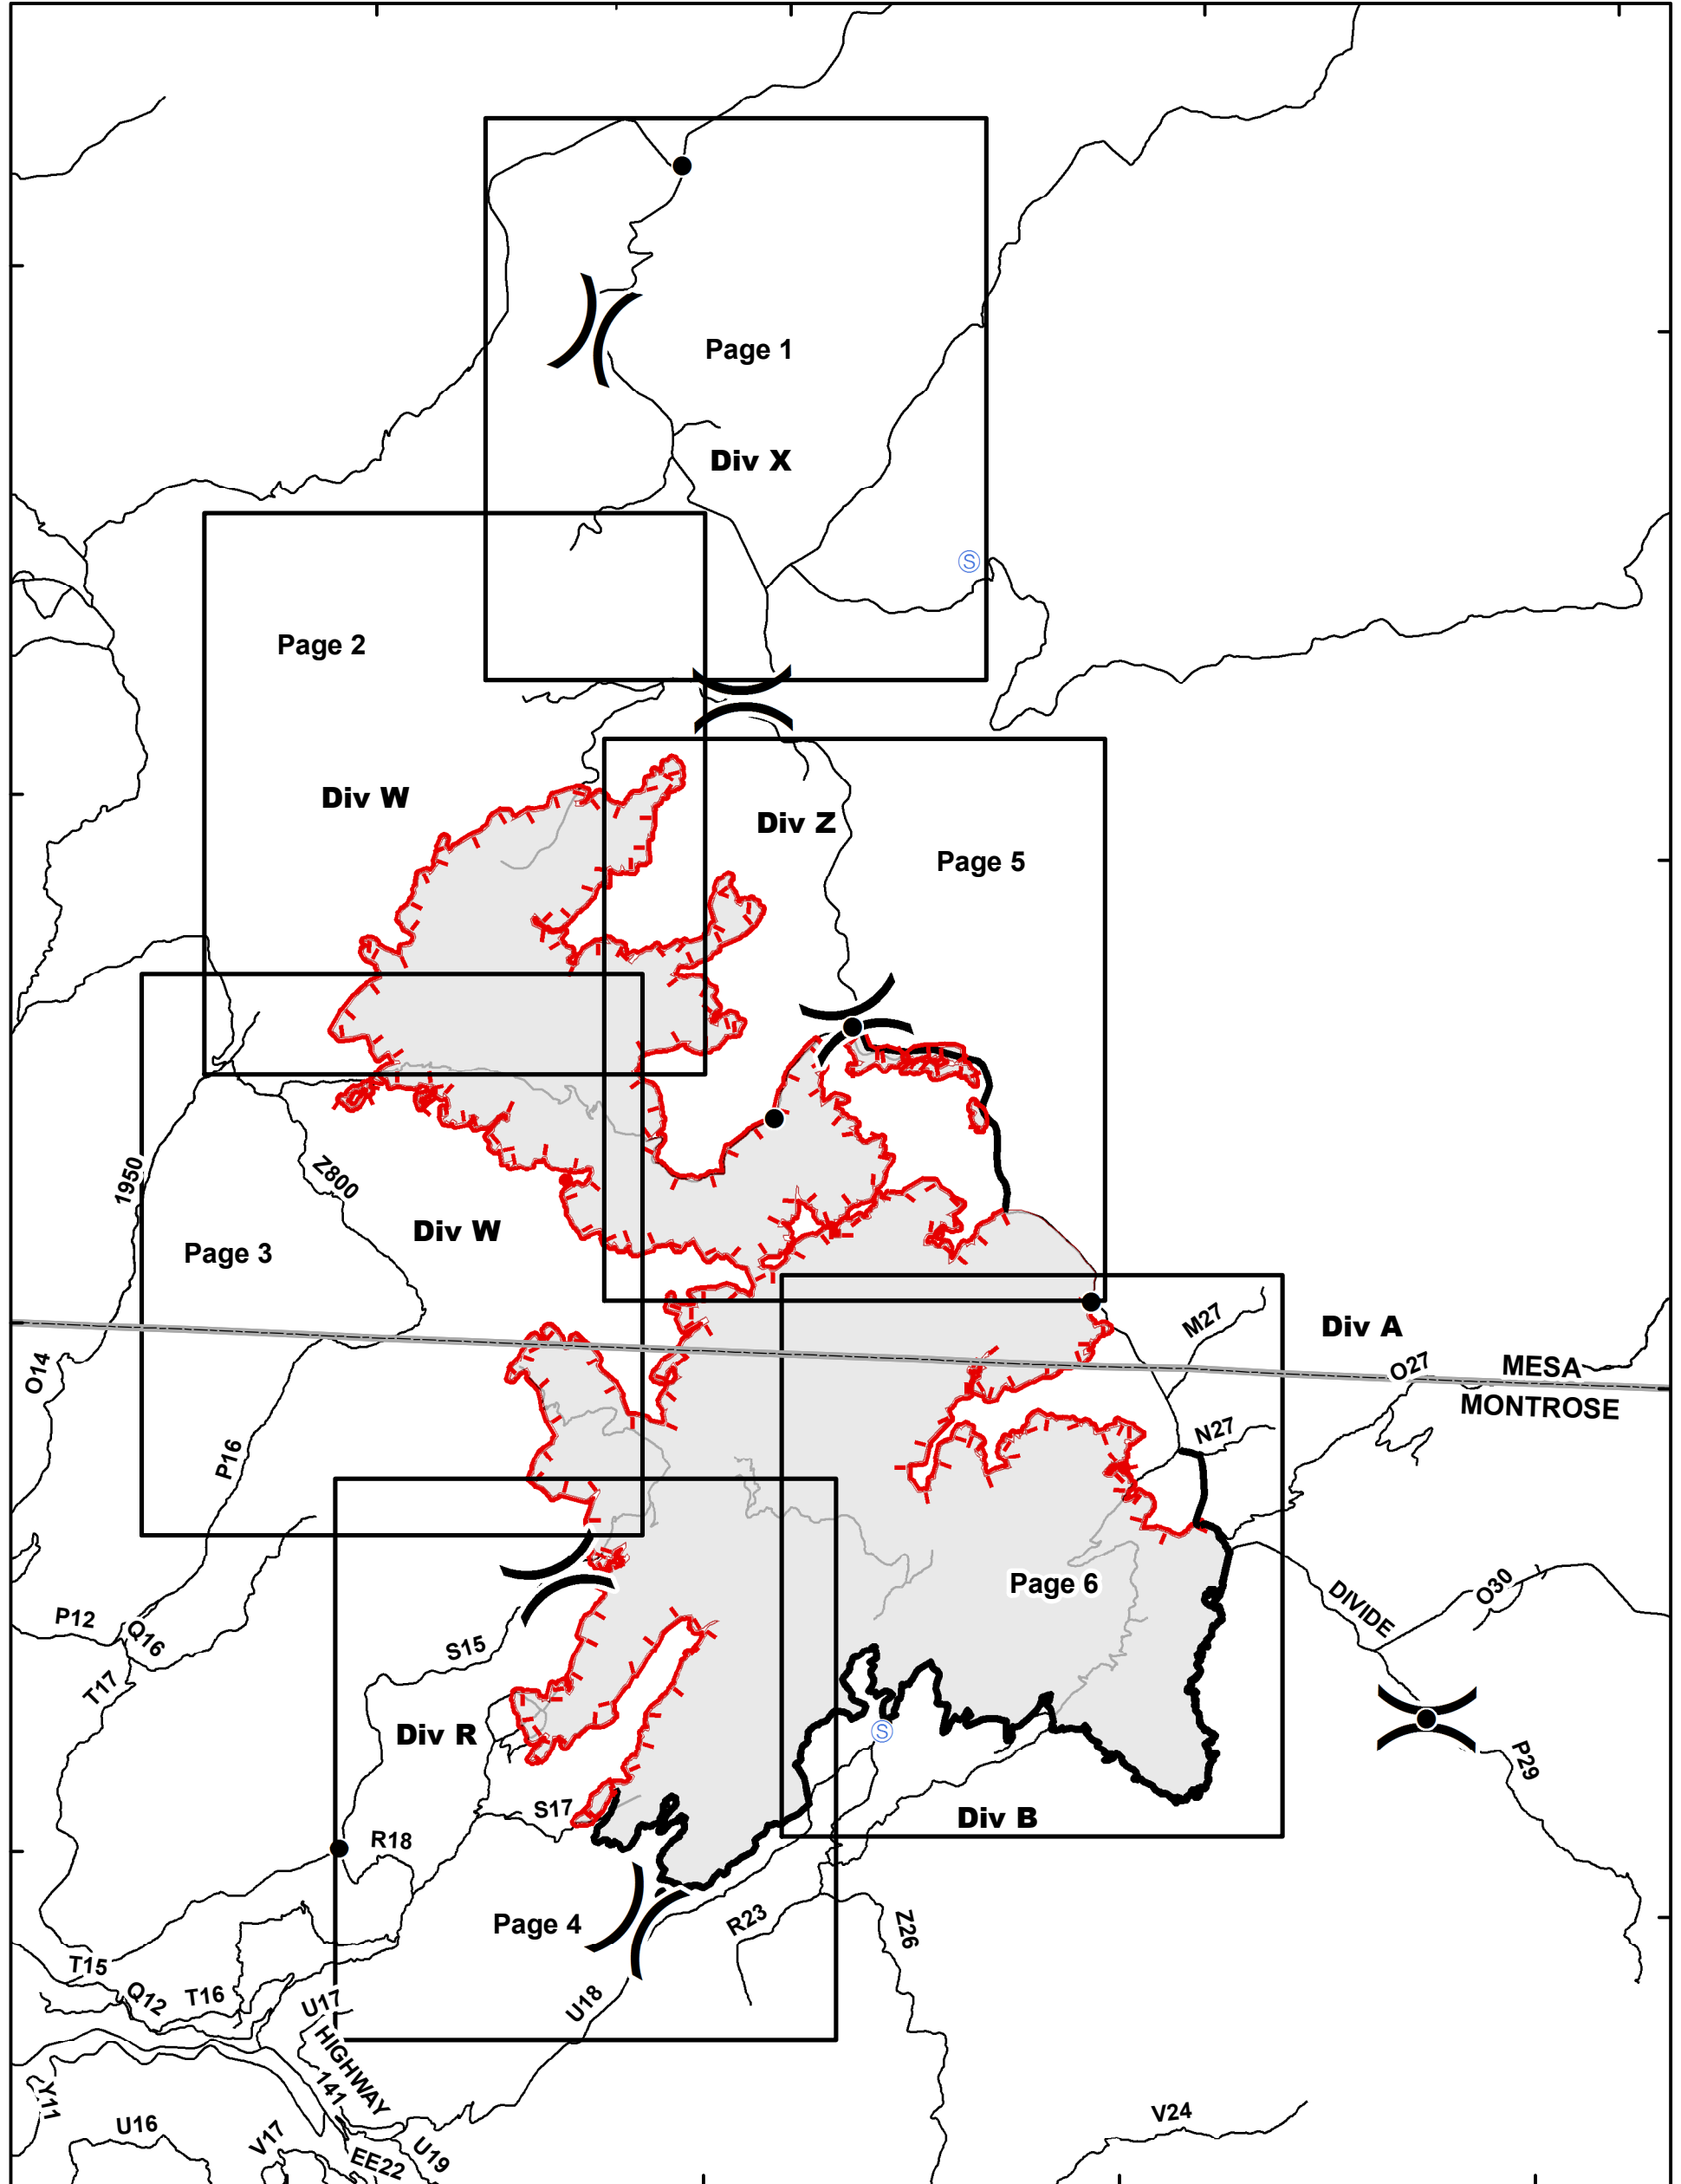 Page 1
Div X
Ⓢ
Page 2
Div W
Div Z
Page 5
1950
Z800
Div W
Page 3
M27
Div A
O14
O27
MESA
MONTROSE
N27
P16
Page 6
O30
DIVIDE
P12
Q16
S15
T17
Div R
Ⓢ
P29
S17
Div B
R18
Page 4
R23
Z26
T15
Q12
T16
U17
U18
HIGHWAY
141
Y11
U16
V17
U19
EE22
V24